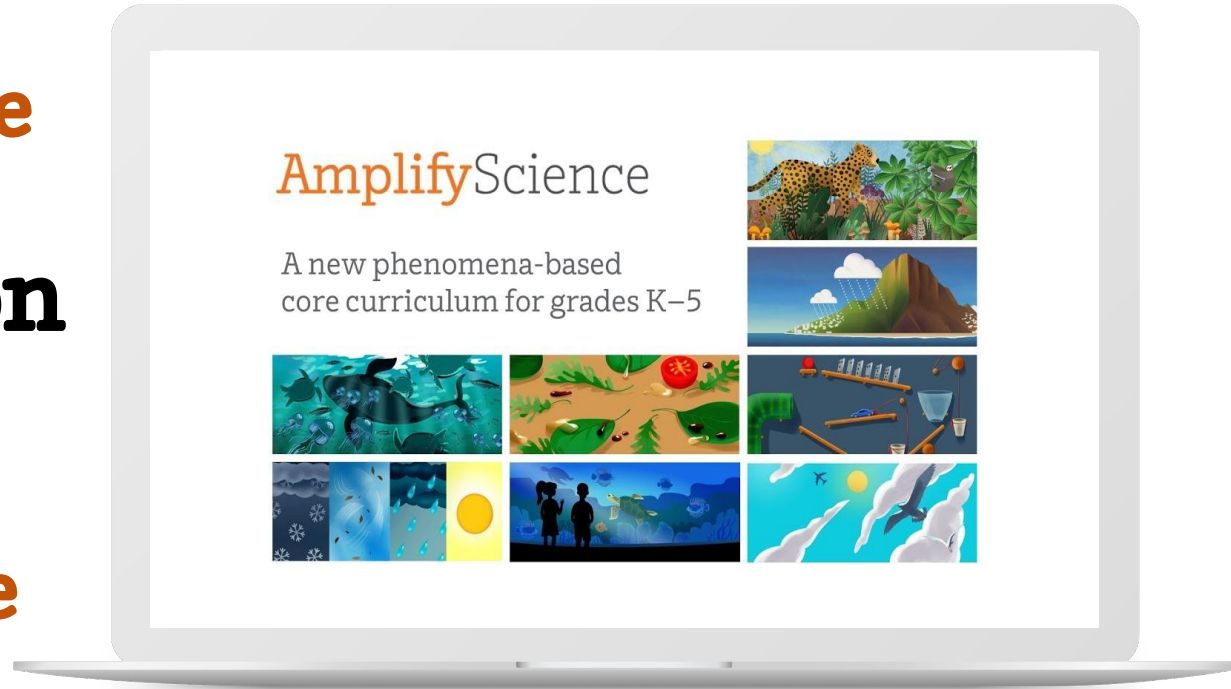 AmplifyScience
A new phenomena-based
core curriculum for grades K–5